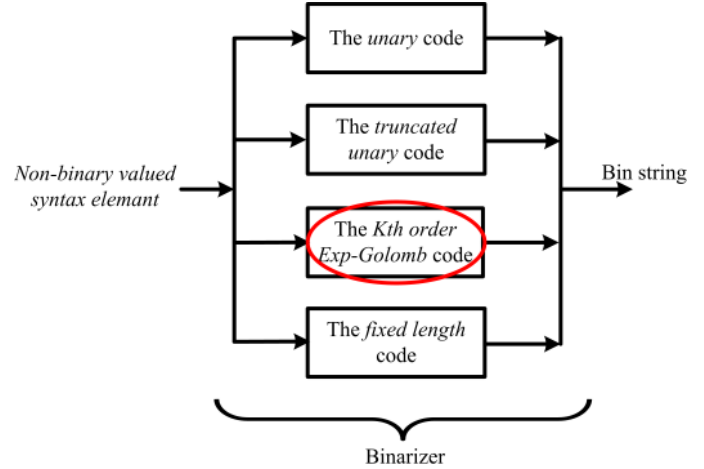 The unary code
The truncated
unary code
Non-binary valued
syntax elemant
Bin string
The Kth order
Exp-Golomb code
The fixed length
code
Binarizer